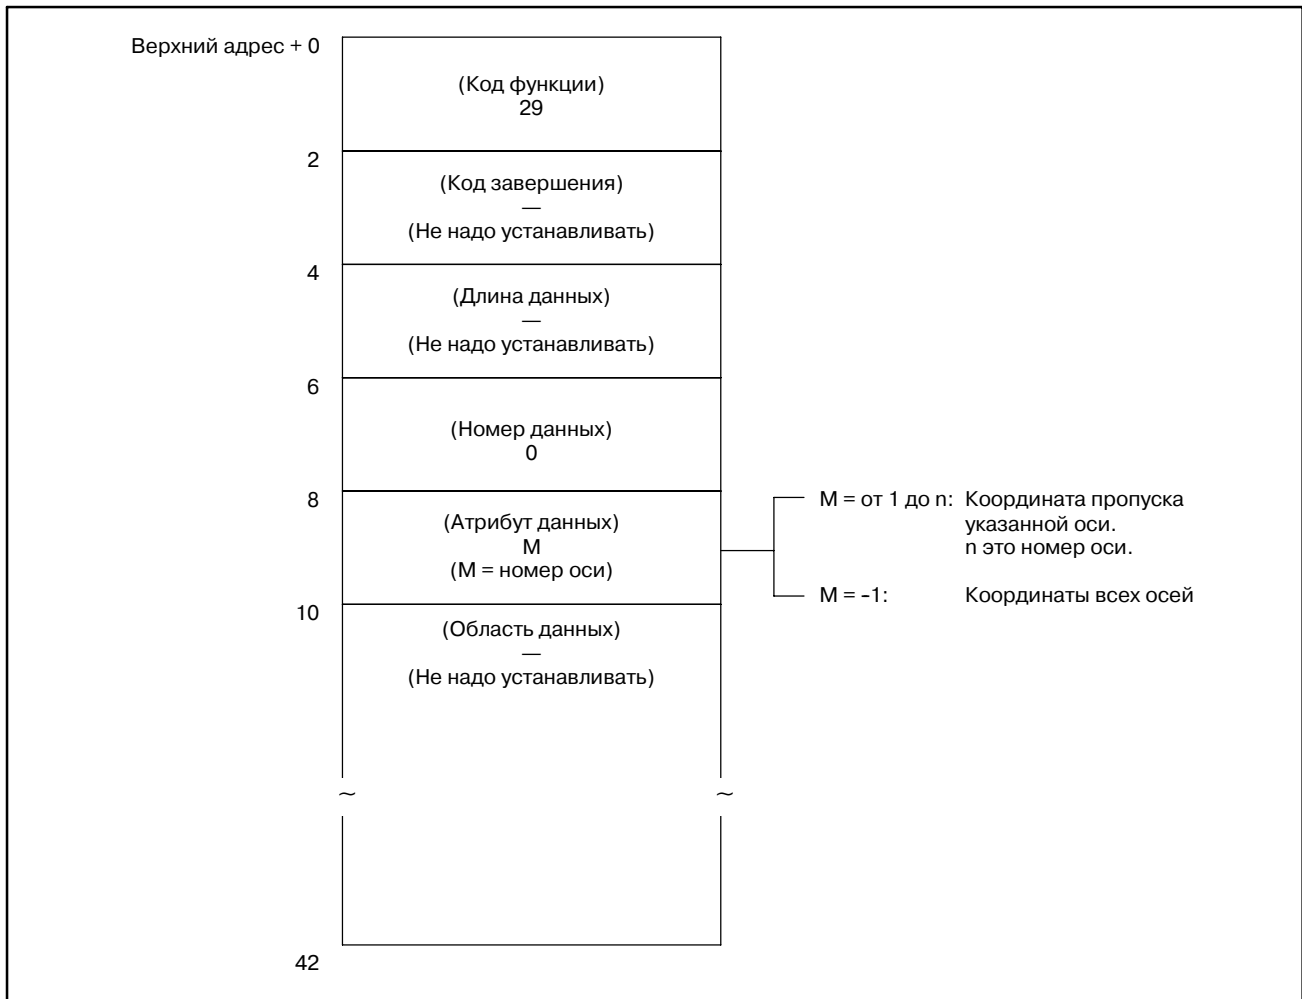 Верхний адрес + 0
(Код функции)
29
2
(Код завершения)
—
(Не надо устанавливать)
4
(Длина данных)
—
(Не надо устанавливать)
6
(Номер данных)
0
8
(Атрибут данных)
M
(M = номер оси)
M = от 1 до n: Координата пропуска
указанной оси.
n это номер оси.
M = -1: Координаты всех осей
10
(Область данных)
—
(Не надо устанавливать)
~ ~
42